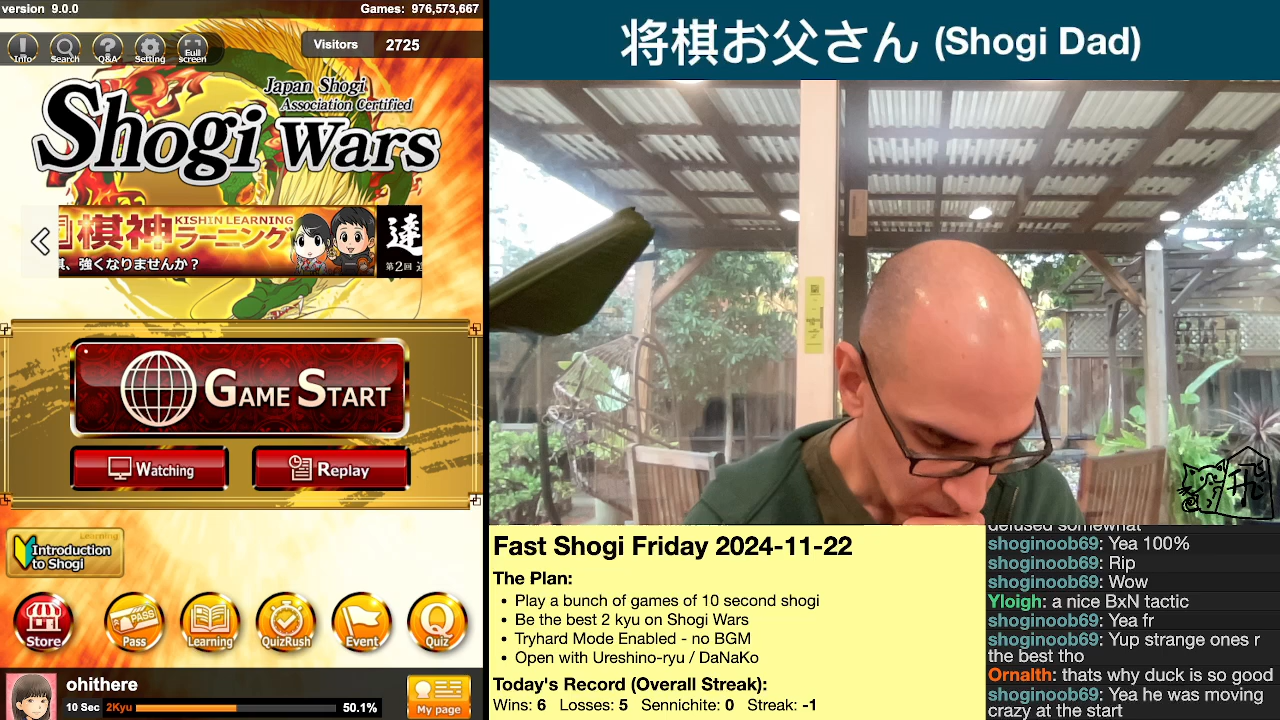 version 9.0.0
Games: 976,573,667
Info
Search
Q&A
Setting
Full screen
Visitors 2725
Japan Shogi
Association Certified
Shogi Wars
棋神 KISHIN LEARNING
ラーニング
、強くなりませんか？
達
第2回
GAME START
Watching
Replay
Learning
Introduction
to Shogi
Store
PASS
Pass
Learning
QuizRush
Event
Q
Quiz
ohithere
10 Sec 2Kyu 50.1%
My page
将棋お父さん (Shogi Dad)
Fast Shogi Friday 2024-11-22
The Plan:
• Play a bunch of games of 10 second shogi
• Be the best 2 kyu on Shogi Wars
• Tryhard Mode Enabled - no BGM
• Open with Ureshino-ryu / DaNaKo
Today's Record (Overall Streak):
Wins: 6 Losses: 5 Sennichite: 0 Streak: -1
defused somewhat
shoginoob69: Yea 100%
shoginoob69: Rip
shoginoob69: Wow
Yloigh: a nice BxN tactic
shoginoob69: Yea fr
shoginoob69: Yup strange ones r
the best tho
Ornalth: thats why duck is so good
shoginoob69: Yea he was moving
crazy at the start